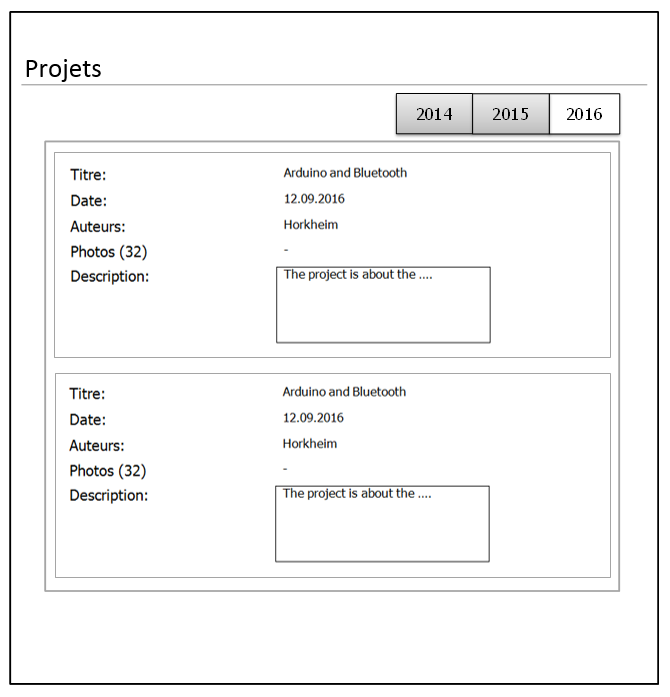 Projets
2014 2015 2016
Titre: Arduino and Bluetooth
Date: 12.09.2016
Auteurs: Horkheim
Photos (32) -
Description: The project is about the ....
Titre: Arduino and Bluetooth
Date: 12.09.2016
Auteurs: Horkheim
Photos (32) -
Description: The project is about the ....